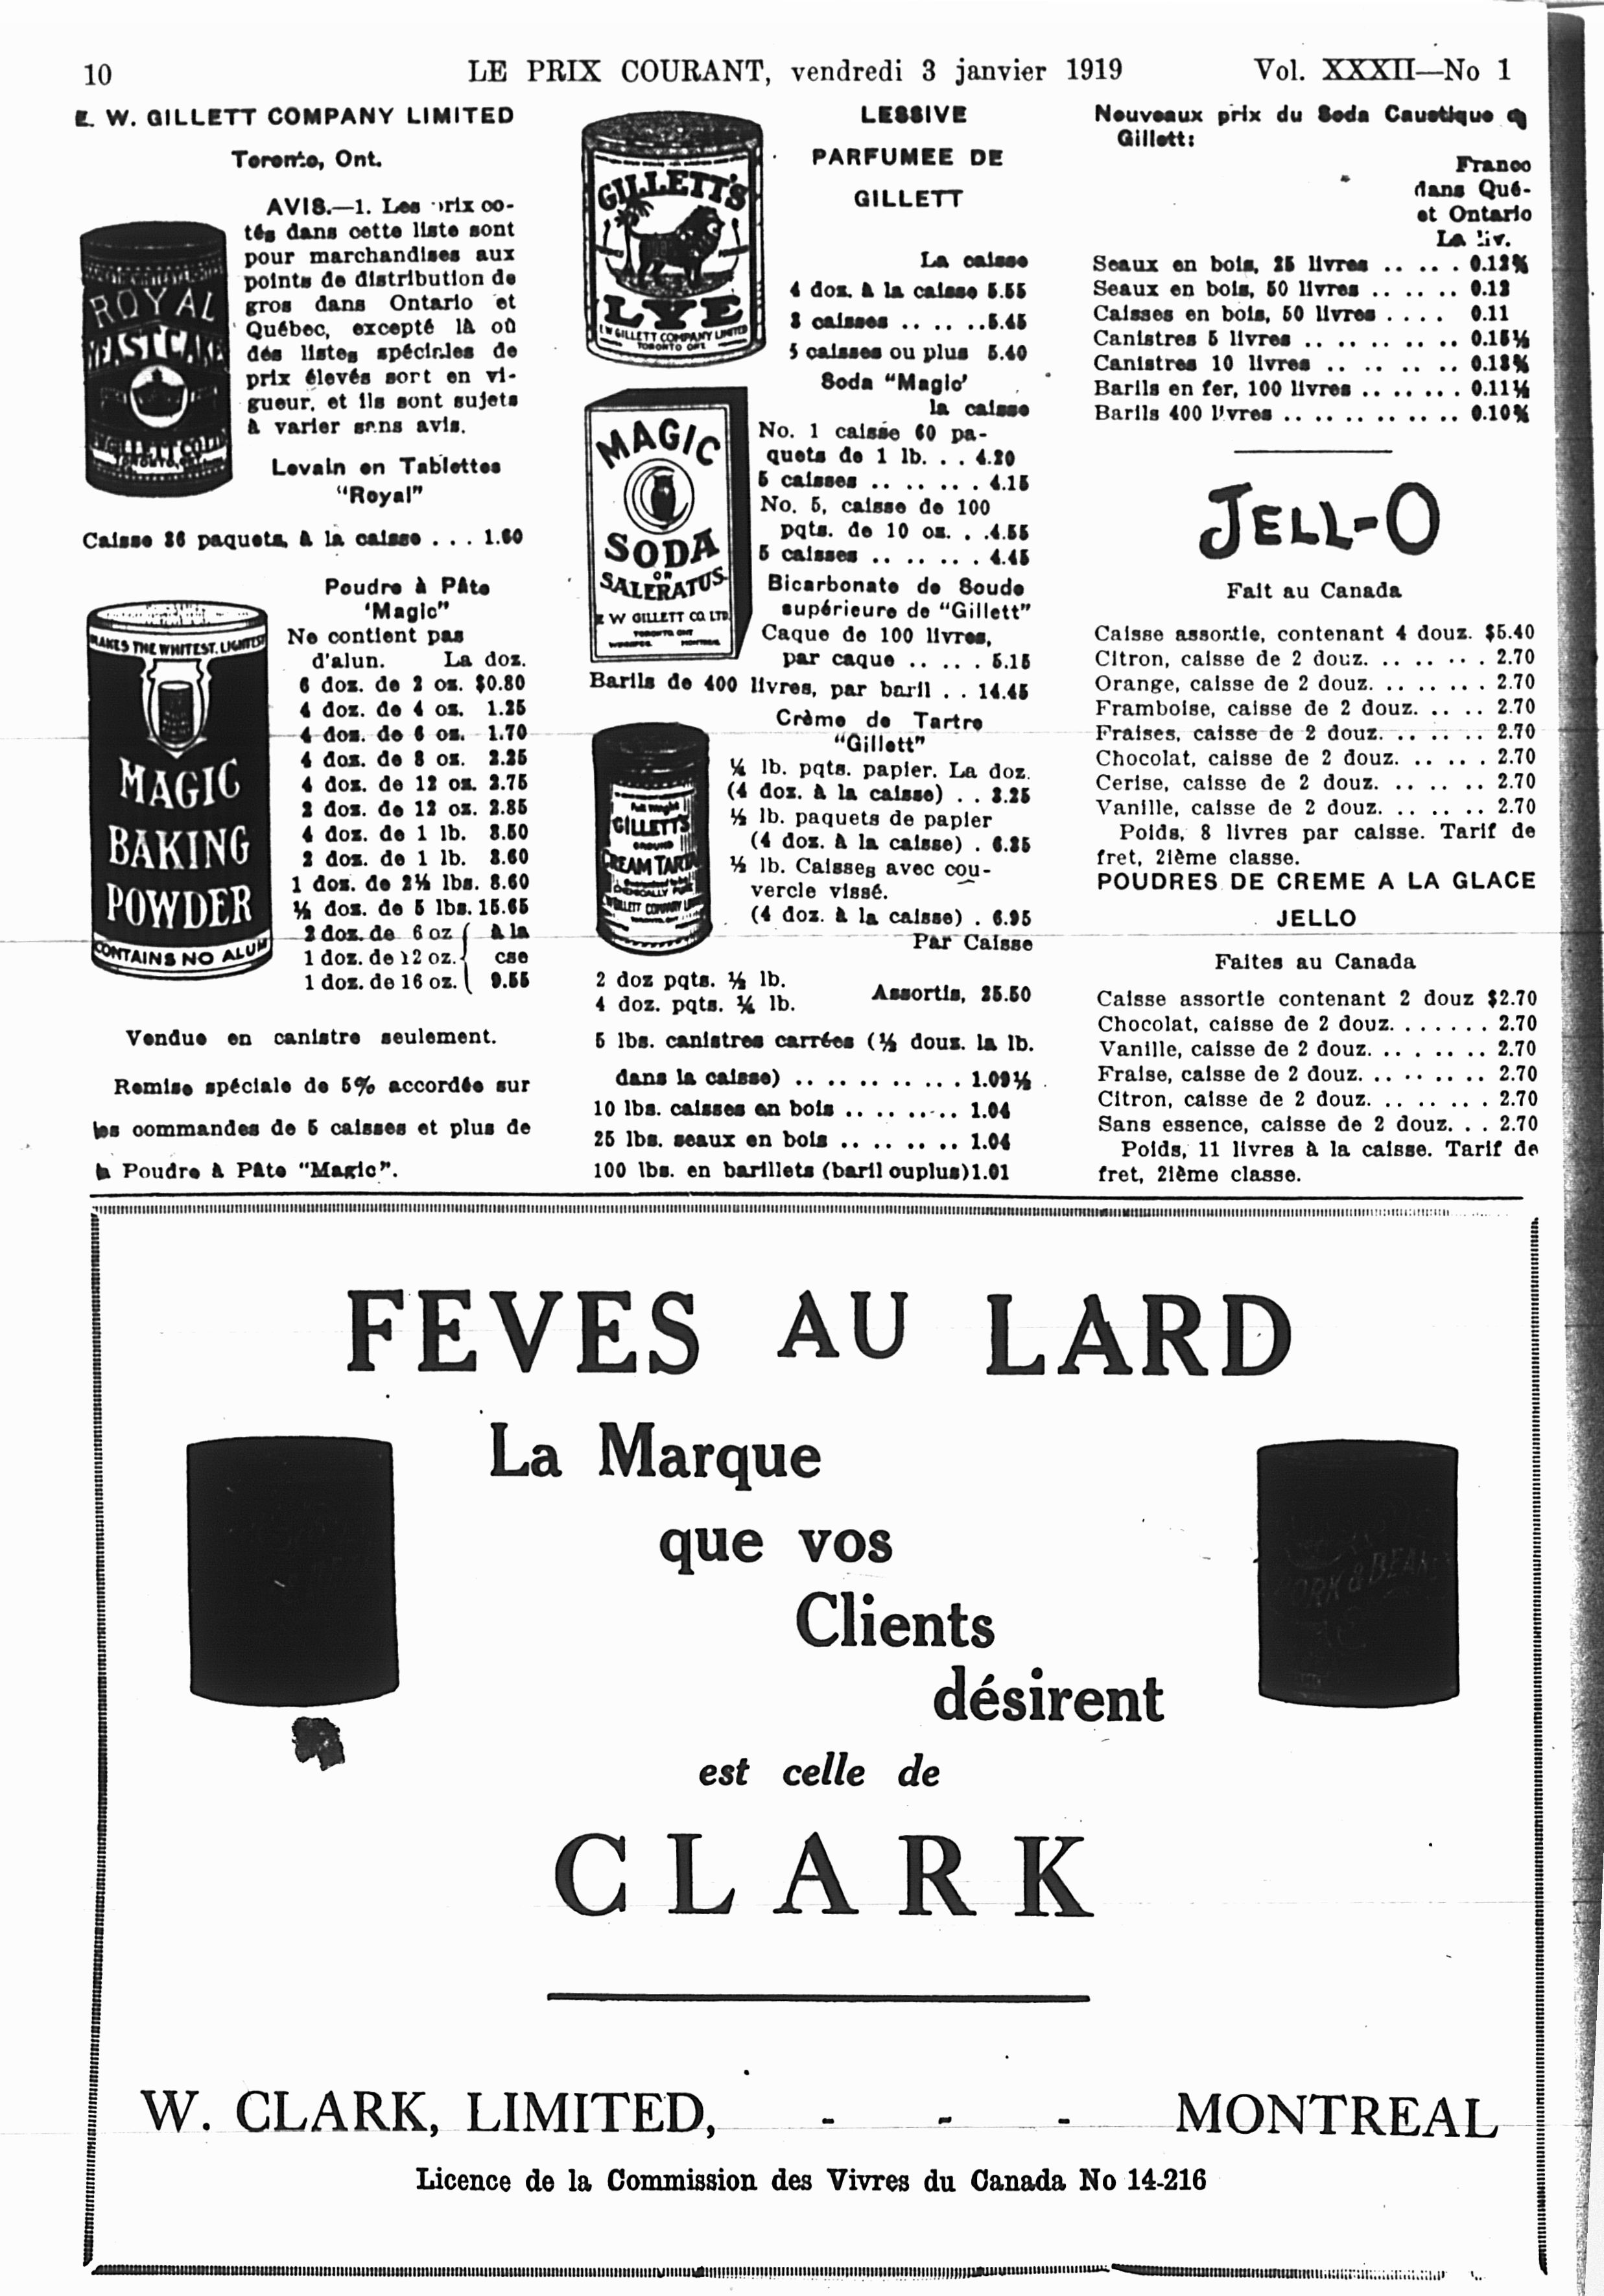 10
LE PRIX COURANT, vendredi 3 janvier 1919
Vol. XXXII—No 1
E. W. GILLETT COMPANY LIMITED
Toronto, Ont.
ROYAL
YEAST CAKE
AVIS.—1. Les prix co-
tés dans cette liste sont
pour marchandises aux
points de distribution de
gros dans Ontario et
Québec, excepté là où
dés listes spéciales de
prix élevés sort en vi-
gueur, et ils sont sujets
à varier sans avis.
Levain en Tablettes
"Royal"
Caisse 36 paquets, à la caisse . . . 1.60
MAKES THE WHITEST, LIGHTEST
MAGIC
BAKING
POWDER
CONTAINS NO ALUM
Poudre à Pâte
'Magic"
Ne contient pas
d'alun. La doz.
6 doz. de 2 oz. $0.80
4 doz. de 4 oz. 1.25
4 doz. de 6 oz. 1.70
4 doz. de 8 oz. 2.25
4 doz. de 12 oz. 2.75
2 doz. de 12 oz. 2.85
4 doz. de 1 lb. 3.50
2 doz. de 1 lb. 3.60
1 doz. de 2½ lbs. 8.60
½ doz. de 5 lbs. 15.65
2 doz. de 6 oz à la
1 doz. de 12 oz. cse
1 doz. de 16 oz. 9.55
Vendue en canistre seulement.
Remise spéciale de 5% accordée sur
les commandes de 5 caisses et plus de
la Poudre à Pâte "Magic".
GILLETT'S
LYE
E W GILLETT COMPANY LIMITED
TORONTO ONT.
LESSIVE
PARFUMEE DE
GILLETT
La caisse
4 doz. à la caisse 5.55
3 caisses .. .. ..5.45
5 caisses ou plus 5.40
MAGIC
SODA
OR
SALERATUS
E W GILLETT CO. LTD
TORONTO ONT
WINNIPEG MONTREAL
Soda "Magic'
la caisse
No. 1 caisse 60 pa-
quets de 1 lb. . . 4.20
5 caisses .. .. .. . 4.15
No. 5, caisse de 100
pqts. de 10 oz. . .4.55
5 caisses .. .. .. . 4.45
Bicarbonate de Soude
supérieure de "Gillett"
Caque de 100 livres,
par caque .. .. . 5.15
Barils de 400 livres, par baril . . 14.45
Full Weight
GILLETT'S
GROUND
CREAM TARTAR
CHEMICALLY PURE
Crème de Tartre
"Gillett"
¼ lb. pqts. papier. La doz.
(4 doz. à la caisse) . . 3.25
½ lb. paquets de papier
(4 doz. à la caisse) . 6.25
½ lb. Caisses avec cou-
vercle vissé.
(4 doz. à la caisse) . 6.95
Par Caisse
2 doz pqts. ½ lb.
4 doz. pqts. ¼ lb.
Assortis, 25.50
5 lbs. canistres carrées (½ douz. la lb.
dans la caisse) .. .. .. .. .. . 1.09½
10 lbs. caisses en bois .. .. .. .. 1.04
25 lbs. seaux en bois .. .. .. .. 1.04
100 lbs. en barillets (baril ouplus)1.01
Nouveaux prix du Soda Caustique
Gillett:
Franco
dans Qué-
et Ontario
La liv.
Seaux en bois, 25 livres .. .. . 0.12¾
Seaux en bois, 50 livres .. .. .. 0.12
Caisses en bois, 50 livres . . . . 0.11
Canistres 5 livres .. .. .. .. .. 0.15½
Canistres 10 livres .. .. .. .. 0.13¾
Barils en fer, 100 livres .. .. .. . 0.11½
Barils 400 livres .. .. .. .. .. .. 0.10¾
JELL-O
Fait au Canada
Caisse assortie, contenant 4 douz. $5.40
Citron, caisse de 2 douz. .. .. .. . 2.70
Orange, caisse de 2 douz. .. .. .. . 2.70
Framboise, caisse de 2 douz. .. .. 2.70
Fraises, caisse de 2 douz. .. .. .. 2.70
Chocolat, caisse de 2 douz. .. .. . 2.70
Cerise, caisse de 2 douz. .. .. .. 2.70
Vanille, caisse de 2 douz. .. .. .. 2.70
Poids, 8 livres par caisse. Tarif de
fret, 2ième classe.
POUDRES DE CREME A LA GLACE
JELLO
Faites au Canada
Caisse assortie contenant 2 douz $2.70
Chocolat, caisse de 2 douz. . . . . . . 2.70
Vanille, caisse de 2 douz. .. .. .. .. 2.70
Fraise, caisse de 2 douz. .. .. .. .. 2.70
Citron, caisse de 2 douz. .. .. .. . 2.70
Sans essence, caisse de 2 douz. . . 2.70
Poids, 11 livres à la caisse. Tarif de
fret, 2ième classe.
FEVES AU LARD
La Marque
que vos
Clients
désirent
PORK & BEANS
est celle de
CLARK
W. CLARK, LIMITED, - - - MONTREAL
Licence de la Commission des Vivres du Canada No 14-216